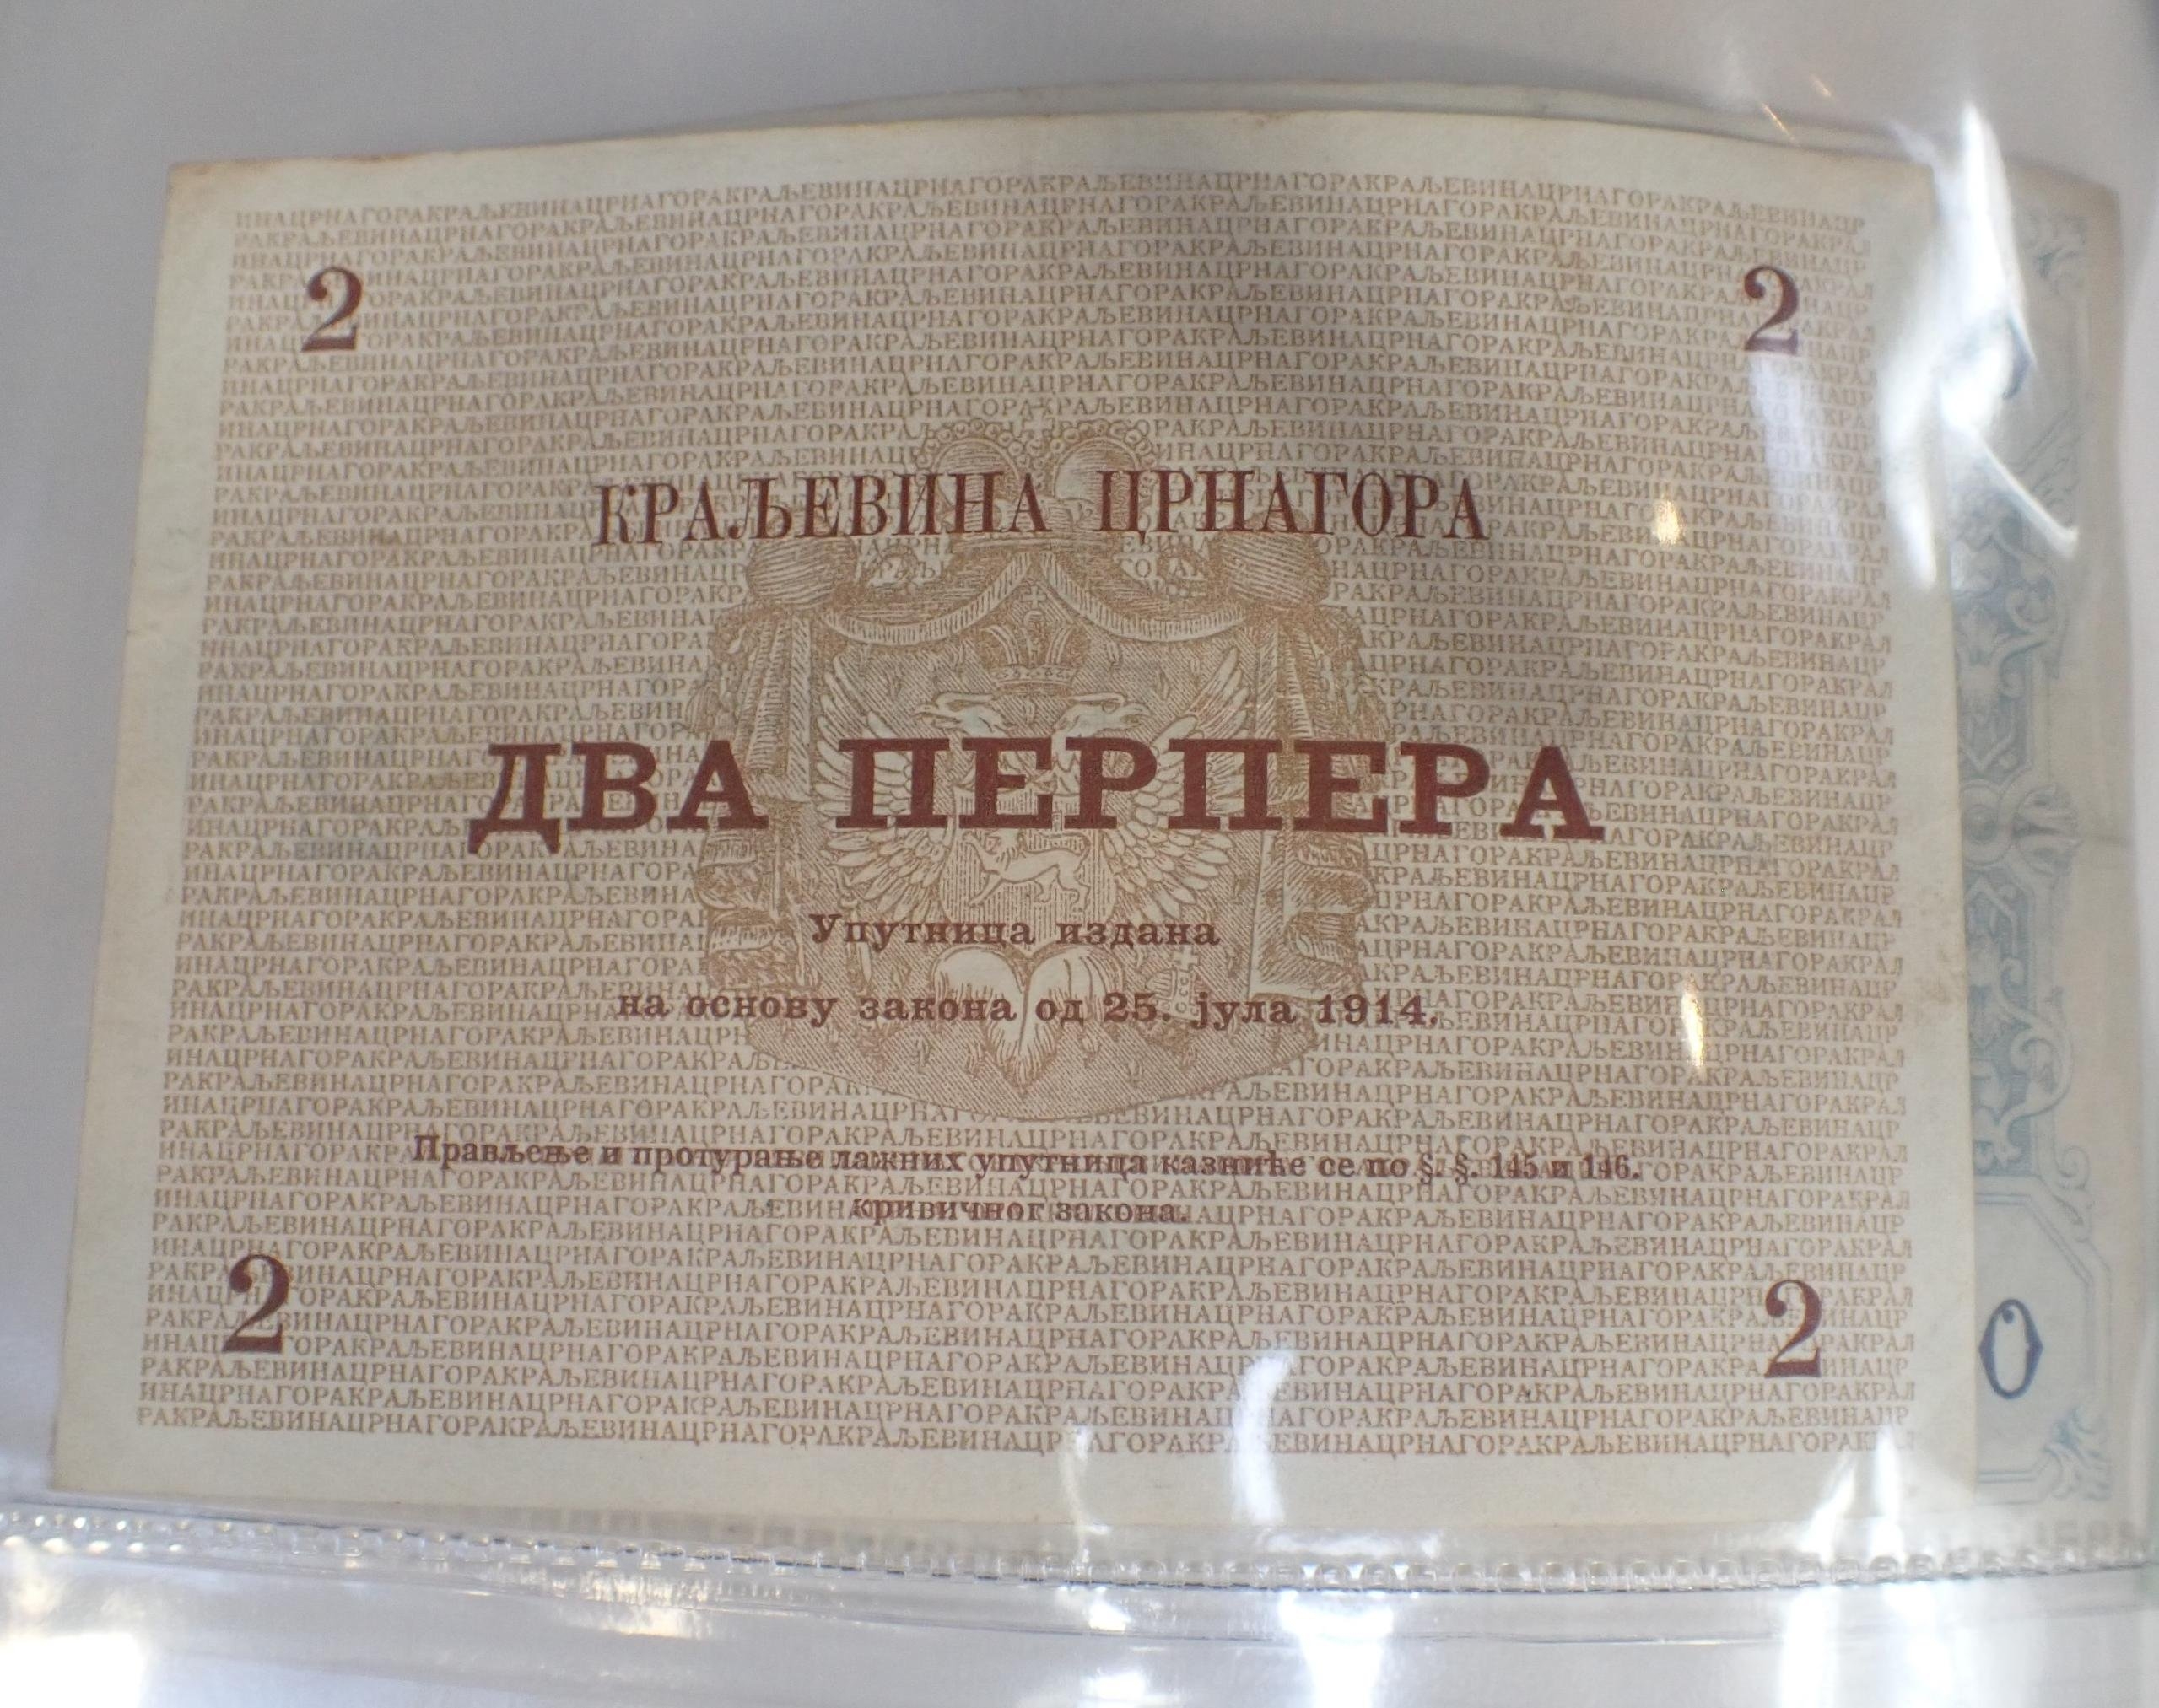 2 2
КРАЉЕВИНА ЦРНАГОРА
ДВА ПЕРПЕРА
Упутница издана
на основу закона од 25. јула 1914.
Прављење и протурање лажних упутница казниће се по §. §. 145 и 146.
кривичног закона.
2 2
0